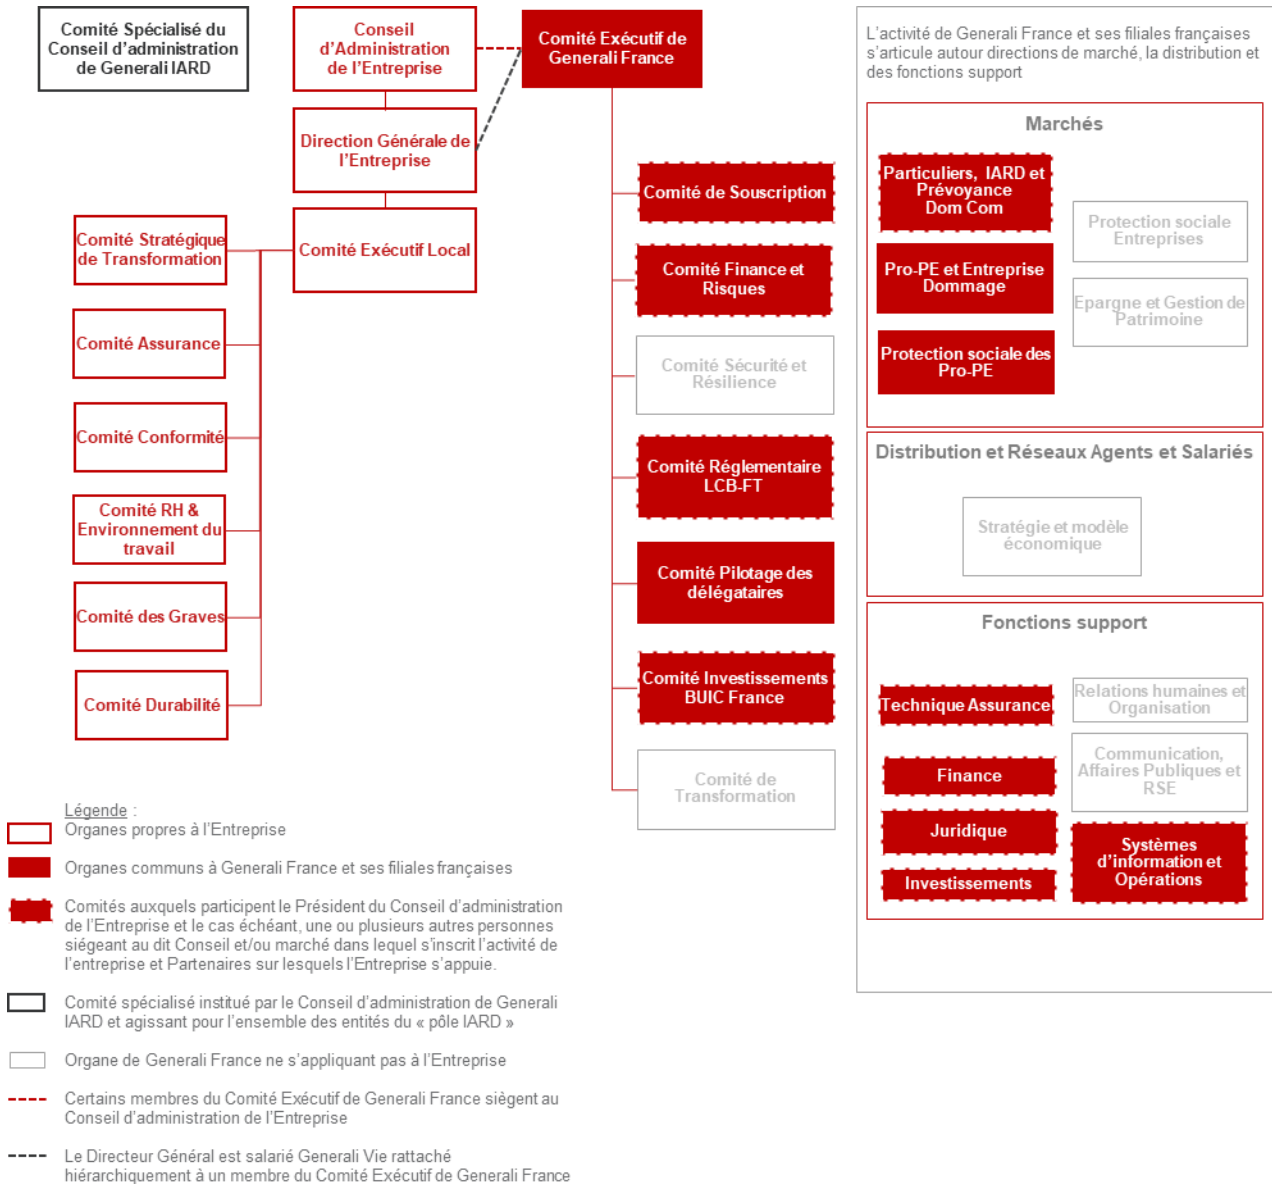 Comité Spécialisé du
Conseil d'administration
de Generali IARD
Conseil
d'Administration
de l'Entreprise
Comité Exécutif de
Generali France
Direction Générale de
l'Entreprise
Comité Exécutif Local
Comité Stratégique
de Transformation
Comité Assurance
Comité Conformité
Comité RH &
Environnement du
travail
Comité des Graves
Comité Durabilité
Comité de Souscription
Comité Finance et
Risques
Comité Sécurité et
Résilience
Comité Réglementaire
LCB-FT
Comité Pilotage des
délégataires
Comité Investissements
BUIC France
Comité de
Transformation
L'activité de Generali France et ses filiales françaises
s'articule autour directions de marché, la distribution et
des fonctions support
Marchés
Particuliers, IARD et
Prévoyance
Dom Com
Pro-PE et Entreprise
Dommage
Protection sociale des
Pro-PE
Protection sociale
Entreprises
Epargne et Gestion de
Patrimoine
Distribution et Réseaux Agents et Salariés
Stratégie et modèle
économique
Fonctions support
Technique Assurance
Finance
Juridique
Investissements
Relations humaines et
Organisation
Communication,
Affaires Publiques et
RSE
Systèmes
d'information et
Opérations
Légende :
Organes propres à l'Entreprise
Organes communs à Generali France et ses filiales françaises
Comités auxquels participent le Président du Conseil d'administration
de l'Entreprise et le cas échéant, une ou plusieurs autres personnes
siégeant au dit Conseil et/ou marché dans lequel s'inscrit l'activité de
l'entreprise et Partenaires sur lesquels l'Entreprise s'appuie.
Comité spécialisé institué par le Conseil d'administration de Generali
IARD et agissant pour l'ensemble des entités du « pôle IARD »
Organe de Generali France ne s'appliquant pas à l'Entreprise
Certains membres du Comité Exécutif de Generali France siègent au
Conseil d'administration de l'Entreprise
Le Directeur Général est salarié Generali Vie rattaché
hiérarchiquement à un membre du Comité Exécutif de Generali France